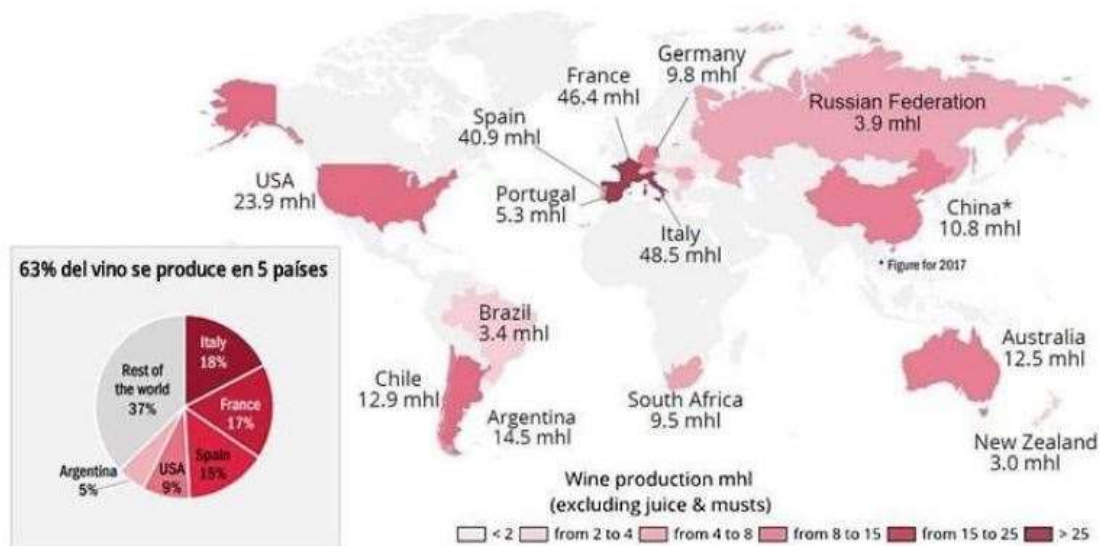 Germany
9.8 mhl
France
46.4 mhl
Russian Federation
3.9 mhl
Spain
40.9 mhl
USA
23.9 mhl
Portugal
5.3 mhl
China*
10.8 mhl
Italy
48.5 mhl
* Figure for 2017
63% del vino se produce en 5 países
Italy
18%
Rest of
the world
37%
France
17%
Spain
15%
USA
9%
Argentina
5%
Brazil
3.4 mhl
Australia
12.5 mhl
Chile
12.9 mhl
South Africa
9.5 mhl
Argentina
14.5 mhl
New Zealand
3.0 mhl
Wine production mhl
(excluding juice & musts)
< 2 from 2 to 4 from 4 to 8 from 8 to 15 from 15 to 25 > 25